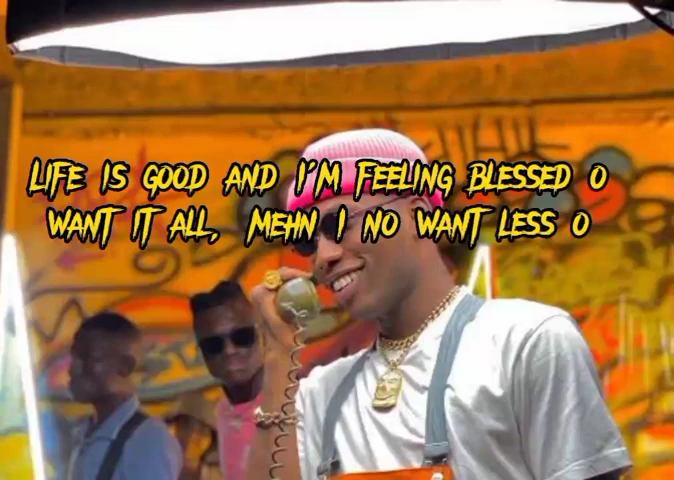 LIFE IS GOOD AND I'M FEELING BLESSED O
WANT IT ALL, MEHN I NO WANT LESS O